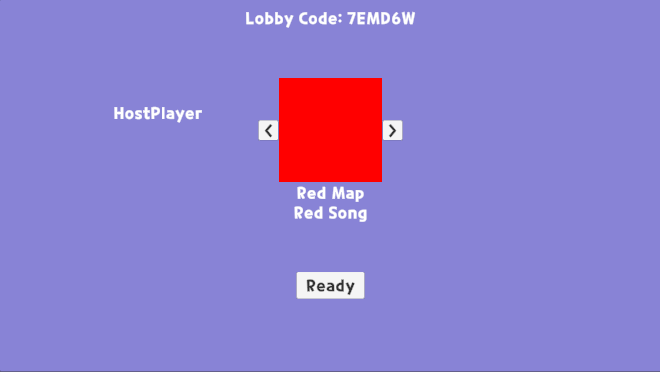 Lobby Code: 7EMD6W
HostPlayer
<
>
Red Map
Red Song
Ready